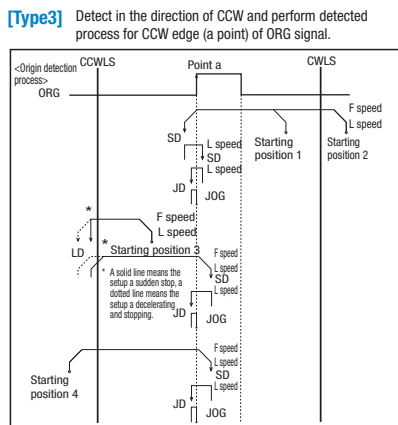 [Type3] Detect in the direction of CCW and perform detected
process for CCW edge (a point) of ORG signal.
<Origin detection
process>
CCWLS
Point a
CWLS
ORG
F speed
L speed
SD
L speed
SD
L speed
Starting
position 1
Starting
position 2
JD
JOG
*
F speed
L speed
LD
*
Starting position 3
F speed
L speed
SD
L speed
* A solid line means the
setup a sudden stop, a
dotted line means the
setup a decelerating
and stopping.
JD
JOG
F speed
L speed
SD
L speed
Starting
position 4
JD
JOG